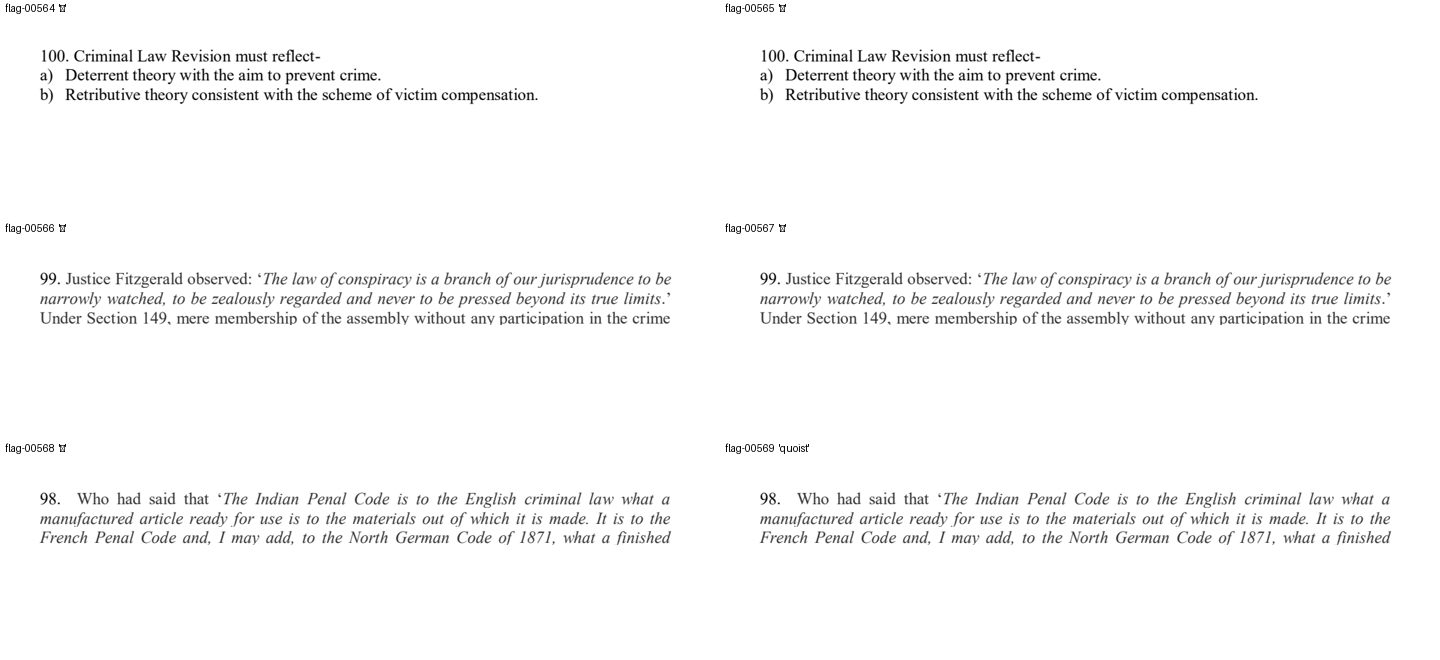 flag-00564
flag-00565
100. Criminal Law Revision must reflect-
a) Deterrent theory with the aim to prevent crime.
b) Retributive theory consistent with the scheme of victim compensation.
100. Criminal Law Revision must reflect-
a) Deterrent theory with the aim to prevent crime.
b) Retributive theory consistent with the scheme of victim compensation.
flag-00566
flag-00567
99. Justice Fitzgerald observed: ‘The law of conspiracy is a branch of our jurisprudence to be
narrowly watched, to be zealously regarded and never to be pressed beyond its true limits.’
Under Section 149, mere membership of the assembly without any participation in the crime
99. Justice Fitzgerald observed: ‘The law of conspiracy is a branch of our jurisprudence to be
narrowly watched, to be zealously regarded and never to be pressed beyond its true limits.’
Under Section 149, mere membership of the assembly without any participation in the crime
flag-00568
flag-00569 'quoist'
98. Who had said that ‘The Indian Penal Code is to the English criminal law what a
manufactured article ready for use is to the materials out of which it is made. It is to the
French Penal Code and, I may add, to the North German Code of 1871, what a finished
98. Who had said that ‘The Indian Penal Code is to the English criminal law what a
manufactured article ready for use is to the materials out of which it is made. It is to the
French Penal Code and, I may add, to the North German Code of 1871, what a finished